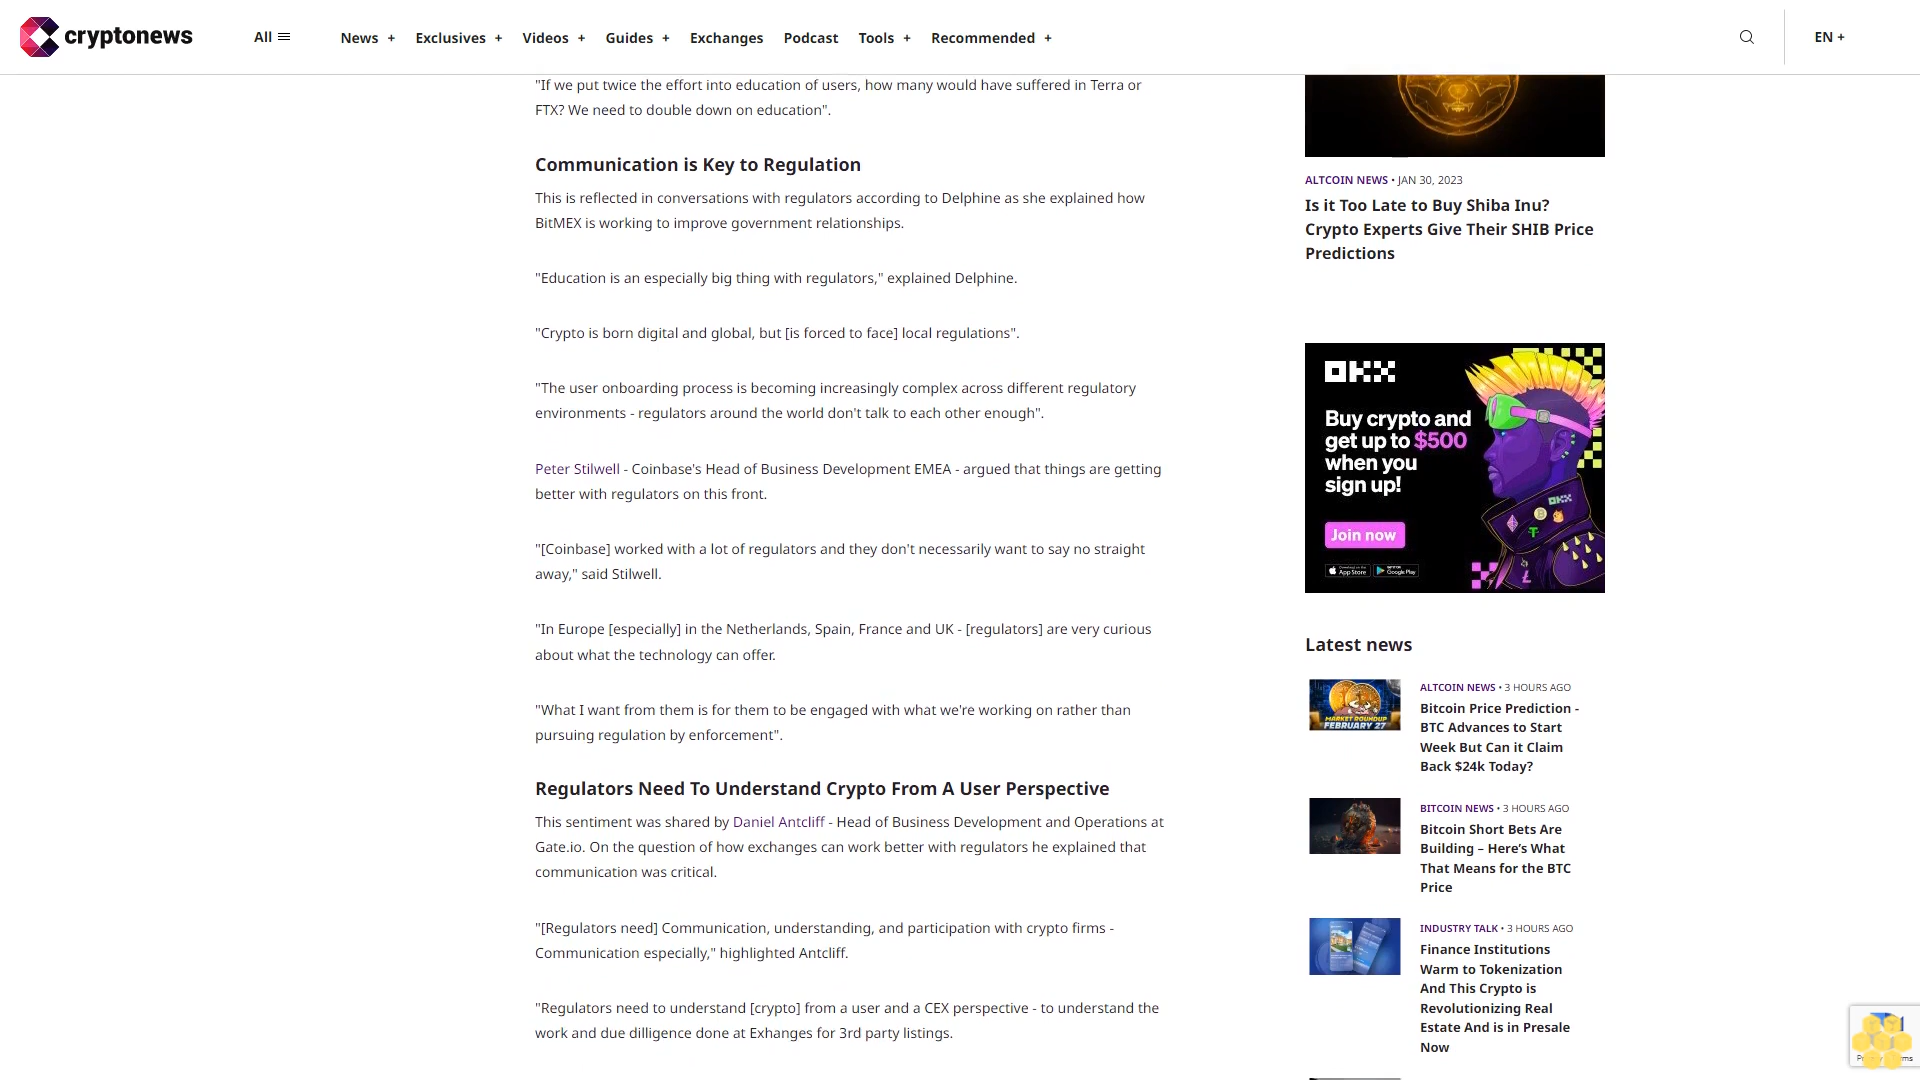 cryptonews
All
News +
Exclusives +
Videos +
Guides +
Exchanges
Podcast
Tools +
Recommended +
EN +
"If we put twice the effort into education of users, how many would have suffered in Terra or
FTX? We need to double down on education".
Communication is Key to Regulation
This is reflected in conversations with regulators according to Delphine as she explained how
BitMEX is working to improve government relationships.
"Education is an especially big thing with regulators," explained Delphine.
"Crypto is born digital and global, but [is forced to face] local regulations".
"The user onboarding process is becoming increasingly complex across different regulatory
environments - regulators around the world don't talk to each other enough".
Peter Stilwell - Coinbase's Head of Business Development EMEA - argued that things are getting
better with regulators on this front.
"[Coinbase] worked with a lot of regulators and they don't necessarily want to say no straight
away," said Stilwell.
"In Europe [especially] in the Netherlands, Spain, France and UK - [regulators] are very curious
about what the technology can offer.
"What I want from them is for them to be engaged with what we're working on rather than
pursuing regulation by enforcement".
Regulators Need To Understand Crypto From A User Perspective
This sentiment was shared by Daniel Antcliff - Head of Business Development and Operations at
Gate.io. On the question of how exchanges can work better with regulators he explained that
communication was critical.
"[Regulators need] Communication, understanding, and participation with crypto firms -
Communication especially," highlighted Antcliff.
"Regulators need to understand [crypto] from a user and a CEX perspective - to understand the
work and due dilligence done at Exhanges for 3rd party listings.
ALTCOIN NEWS • JAN 30, 2023
Is it Too Late to Buy Shiba Inu?
Crypto Experts Give Their SHIB Price
Predictions
OKX
Buy crypto and
get up to $500
when you
sign up!
Join now
App Store
Google Play
OKX
Latest news
MARKET ROUNDUP
FEBRUARY 27
ALTCOIN NEWS • 3 HOURS AGO
Bitcoin Price Prediction -
BTC Advances to Start
Week But Can it Claim
Back $24k Today?
BITCOIN NEWS • 3 HOURS AGO
Bitcoin Short Bets Are
Building – Here’s What
That Means for the BTC
Price
INDUSTRY TALK • 3 HOURS AGO
Finance Institutions
Warm to Tokenization
And This Crypto is
Revolutionizing Real
Estate And is in Presale
Now